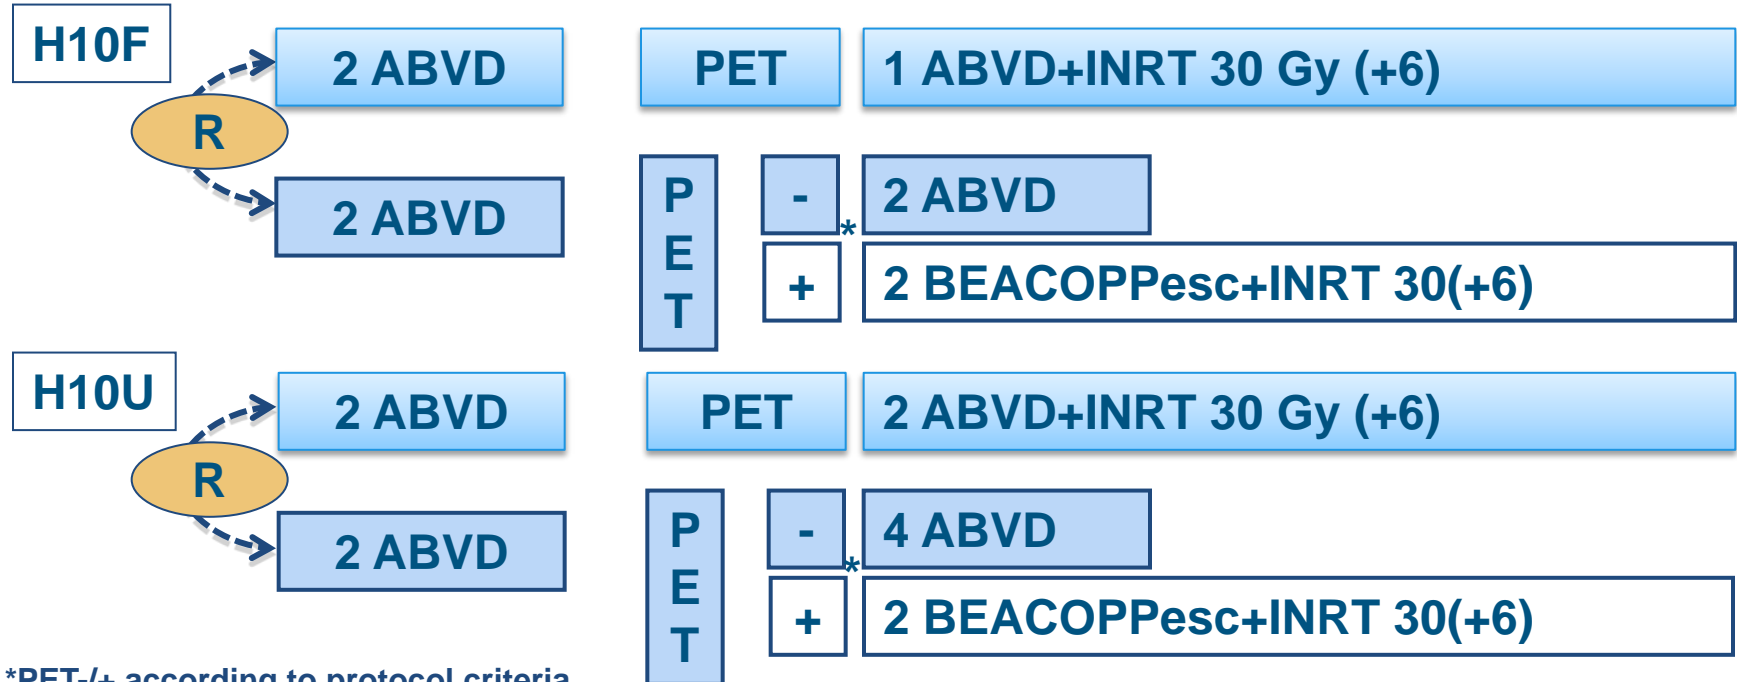 H10F
2 ABVD
PET
1 ABVD+INRT 30 Gy (+6)
R
2 ABVD
PET
-
2 ABVD
*
+
2 BEACOPPesc+INRT 30(+6)
H10U
2 ABVD
PET
2 ABVD+INRT 30 Gy (+6)
R
2 ABVD
PET
-
4 ABVD
*
+
2 BEACOPPesc+INRT 30(+6)
*PET-/+ according to protocol criteria